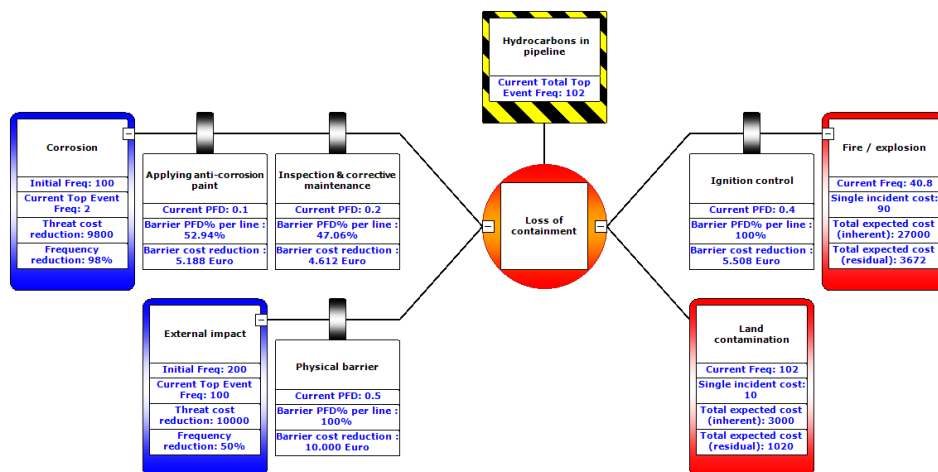 Hydrocarbons in
pipeline
Current Total Top
Event Freq: 102
Corrosion
Initial Freq: 100
Current Top Event
Freq: 2
Threat cost
reduction: 9800
Frequency
reduction: 98%
Applying anti-corrosion
paint
Current PFD: 0.1
Barrier PFD% per line :
52.94%
Barrier cost reduction :
5.188 Euro
Inspection & corrective
maintenance
Current PFD: 0.2
Barrier PFD% per line :
47.06%
Barrier cost reduction :
4.612 Euro
Loss of
containment
Ignition control
Current PFD: 0.4
Barrier PFD% per line :
100%
Barrier cost reduction :
5.508 Euro
Fire / explosion
Current Freq: 40.8
Single incident cost:
90
Total expected cost
(inherent): 27000
Total expected cost
(residual): 3672
External impact
Initial Freq: 200
Current Top Event
Freq: 100
Threat cost
reduction: 10000
Frequency
reduction: 50%
Physical barrier
Current PFD: 0.5
Barrier PFD% per line :
100%
Barrier cost reduction :
10.000 Euro
Land
contamination
Current Freq: 102
Single incident cost:
10
Total expected cost
(inherent): 3000
Total expected cost
(residual): 1020